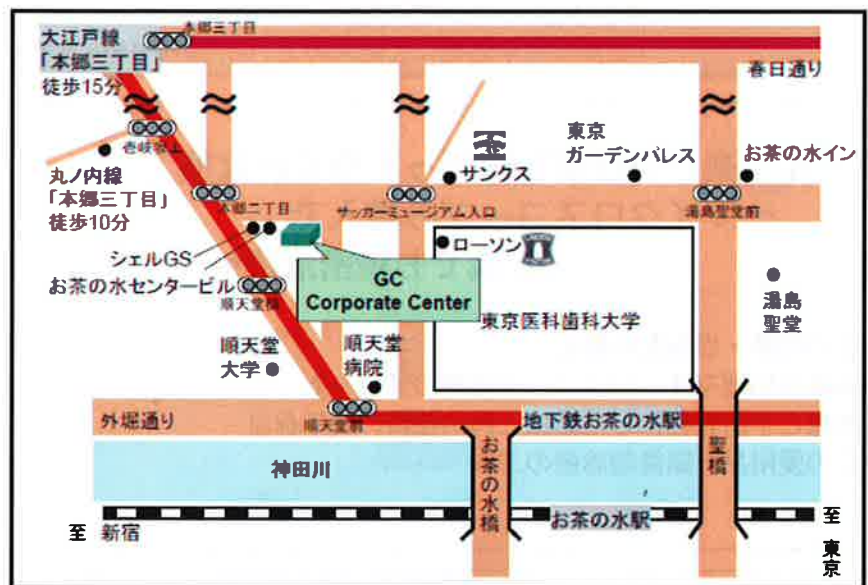 本郷三丁目
大江戸線
「本郷三丁目」
徒歩15分
春日通り
壱岐坂上
丸ノ内線
「本郷三丁目」
徒歩10分
サンクス
東京
ガーデンパレス
お茶の水イン
本郷二丁目
サッカーミュージアム入口
湯島聖堂前
シェルGS
お茶の水センタービル
GC
Corporate Center
ローソン
順天堂横
東京医科歯科大学
湯島
聖堂
順天堂
大学
順天堂
病院
外堀通り
順天堂前
地下鉄お茶の水駅
お茶の水橋
聖橋
神田川
お茶の水駅
至 新宿
至
東京